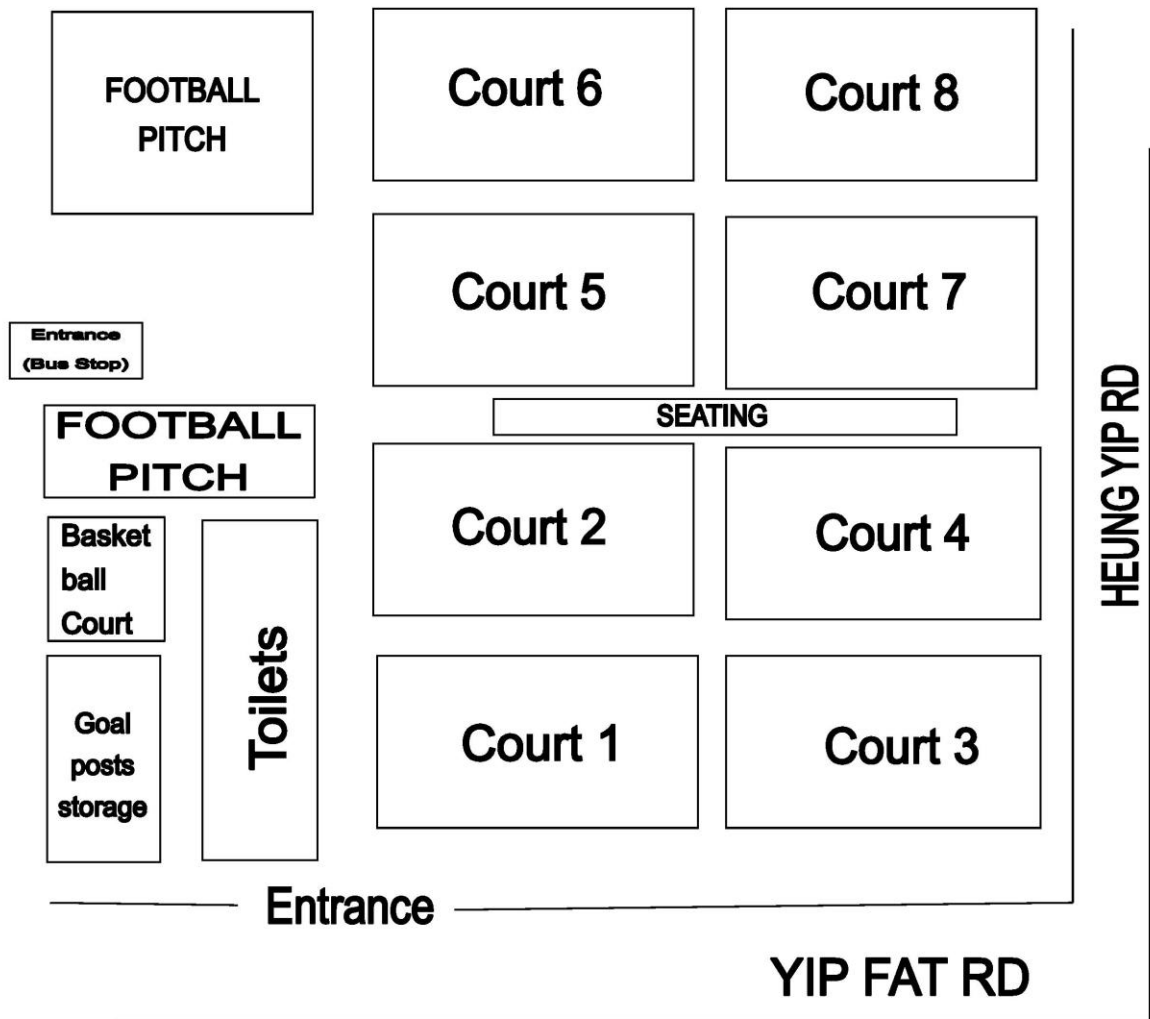 FOOTBALL
PITCH
Court 6
Court 8
Court 5
Court 7
Entrance
(Bus Stop)
FOOTBALL
PITCH
SEATING
Basket
ball
Court
Toilets
Court 2
Court 4
Goal
posts
storage
Court 1
Court 3
HEUNG YIP RD
Entrance
YIP FAT RD